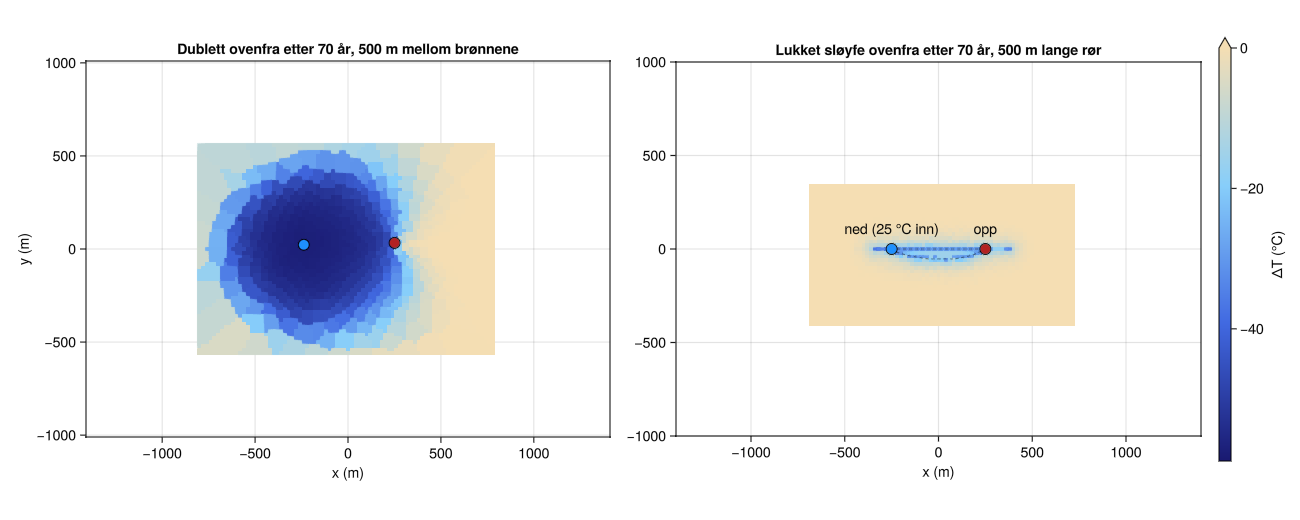 Dublett ovenfra etter 70 år, 500 m mellom brønnene
1000
500
0
−500
−1000
y (m)
−1000
−500
0
500
1000
x (m)
Lukket sløyfe ovenfra etter 70 år, 500 m lange rør
1000
500
0
−500
−1000
ned (25 °C inn)
opp
−1000
−500
0
500
1000
x (m)
0
−20
−40
ΔT (°C)